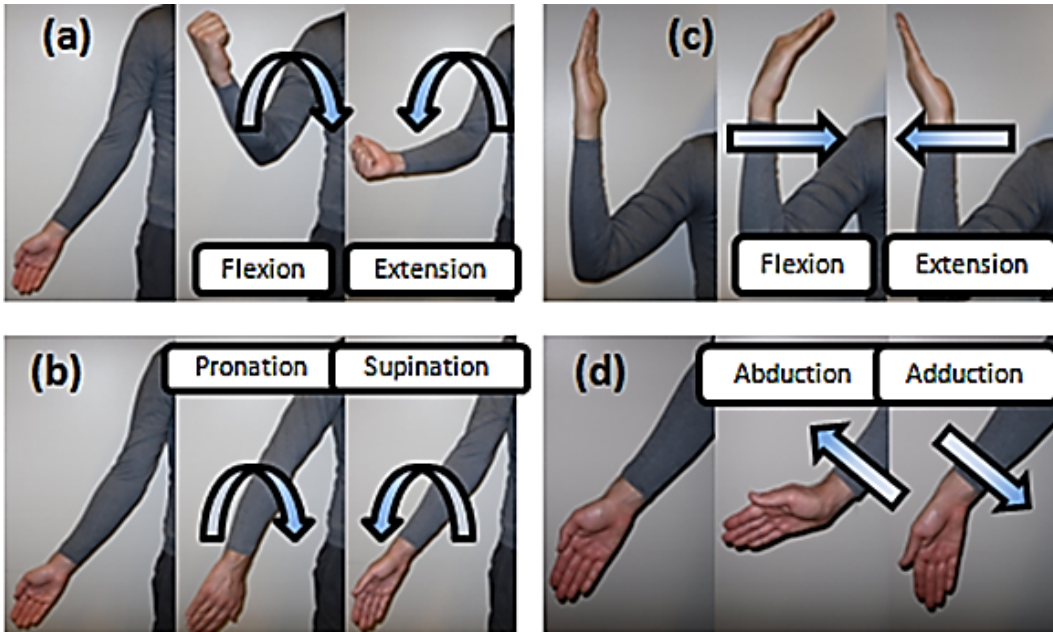 (a)
Flexion
Extension
(c)
Flexion
Extension
(b)
Pronation
Supination
(d)
Abduction
Adduction